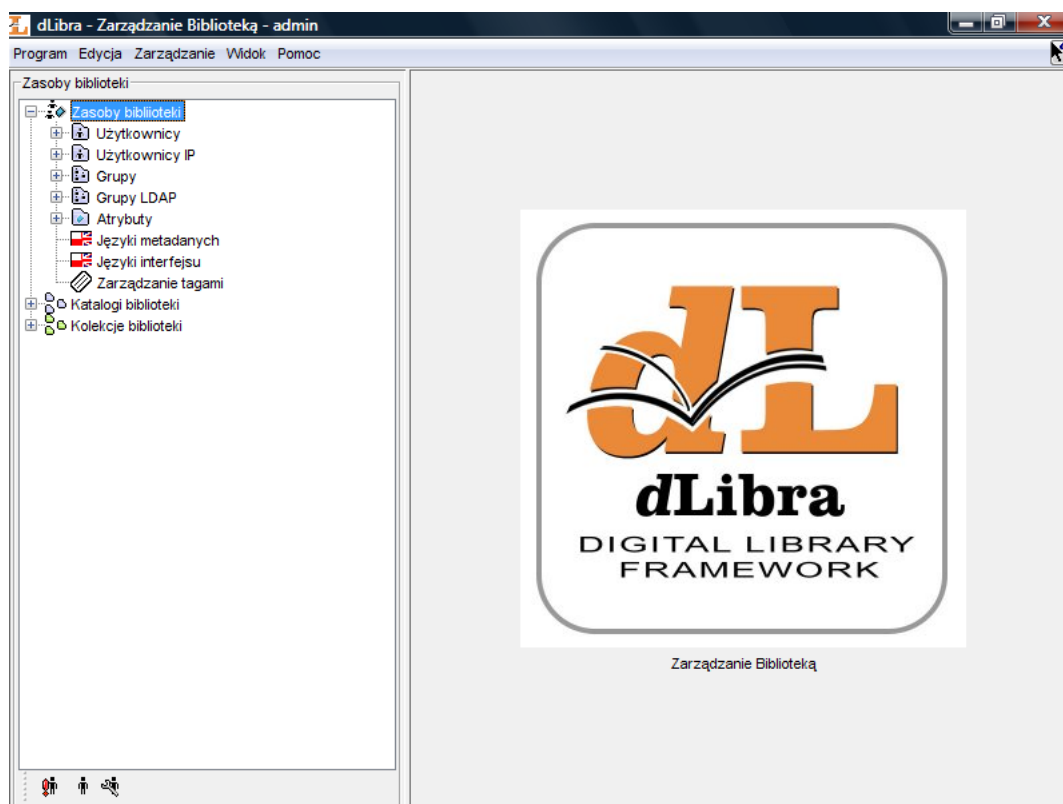 dLibra - Zarządzanie Biblioteką - admin
Program Edycja Zarządzanie Widok Pomoc
Zasoby biblioteki
Zasoby biblioteki
Użytkownicy
Użytkownicy IP
Grupy
Grupy LDAP
Atrybuty
Języki metadanych
Języki interfejsu
Zarządzanie tagami
Katalogi biblioteki
Kolekcje biblioteki
dL
dLibra
DIGITAL LIBRARY
FRAMEWORK
Zarządzanie Biblioteką